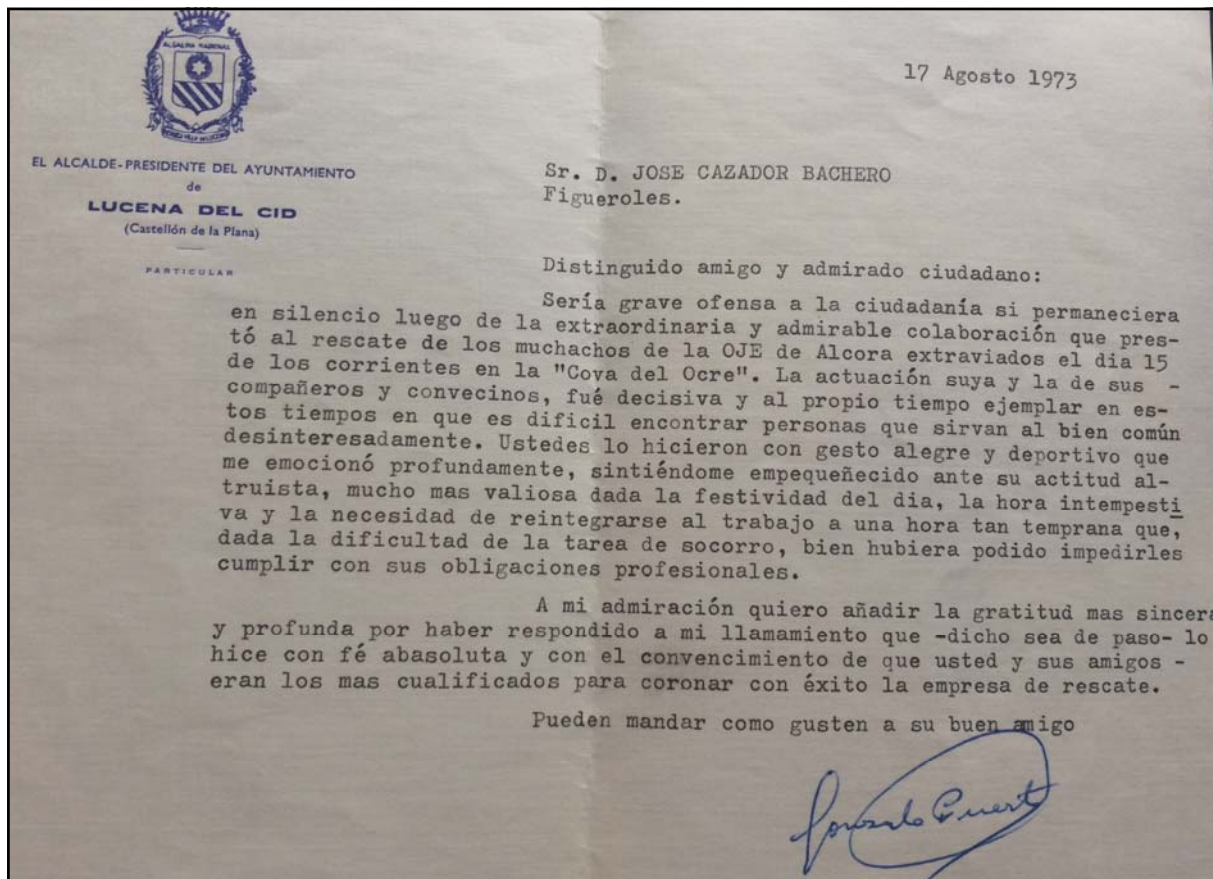 17 Agosto 1973
EL ALCALDE-PRESIDENTE DEL AYUNTAMIENTO
de
LUCENA DEL CID
(Castellón de la Plana)
PARTICULAR
Sr. D. JOSE CAZADOR BACHERO
Figueroles.
Distinguido amigo y admirado ciudadano:
Sería grave ofensa a la ciudadanía si permaneciera
en silencio luego de la extraordinaria y admirable colaboración que pres-
tó al rescate de los muchachos de la OJE de Alcora extraviados el dia 15
de los corrientes en la "Cova del Ocre". La actuación suya y la de sus -
compañeros y convecinos, fué decisiva y al propio tiempo ejemplar en es-
tos tiempos en que es dificil encontrar personas que sirvan al bien común
desinteresadamente. Ustedes lo hicieron con gesto alegre y deportivo que
me emocionó profundamente, sintiéndome empequeñecido ante su actitud al-
truista, mucho mas valiosa dada la festividad del dia, la hora intempesti
va y la necesidad de reintegrarse al trabajo a una hora tan temprana que,
dada la dificultad de la tarea de socorro, bien hubiera podido impedirles
cumplir con sus obligaciones profesionales.
A mi admiración quiero añadir la gratitud mas sincera
y profunda por haber respondido a mi llamamiento que -dicho sea de paso- lo
hice con fé abasoluta y con el convencimiento de que usted y sus amigos -
eran los mas cualificados para coronar con éxito la empresa de rescate.
Pueden mandar como gusten a su buen amigo